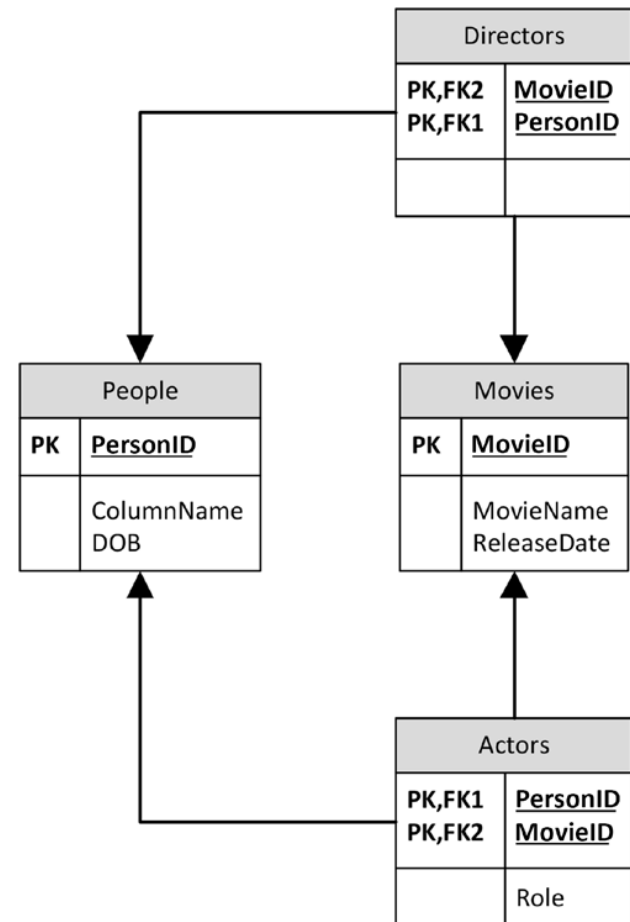 Directors
PK,FK2 MovieID
PK,FK1 PersonID
People
PK PersonID
ColumnName
DOB
Movies
PK MovieID
MovieName
ReleaseDate
Actors
PK,FK1 PersonID
PK,FK2 MovieID
Role